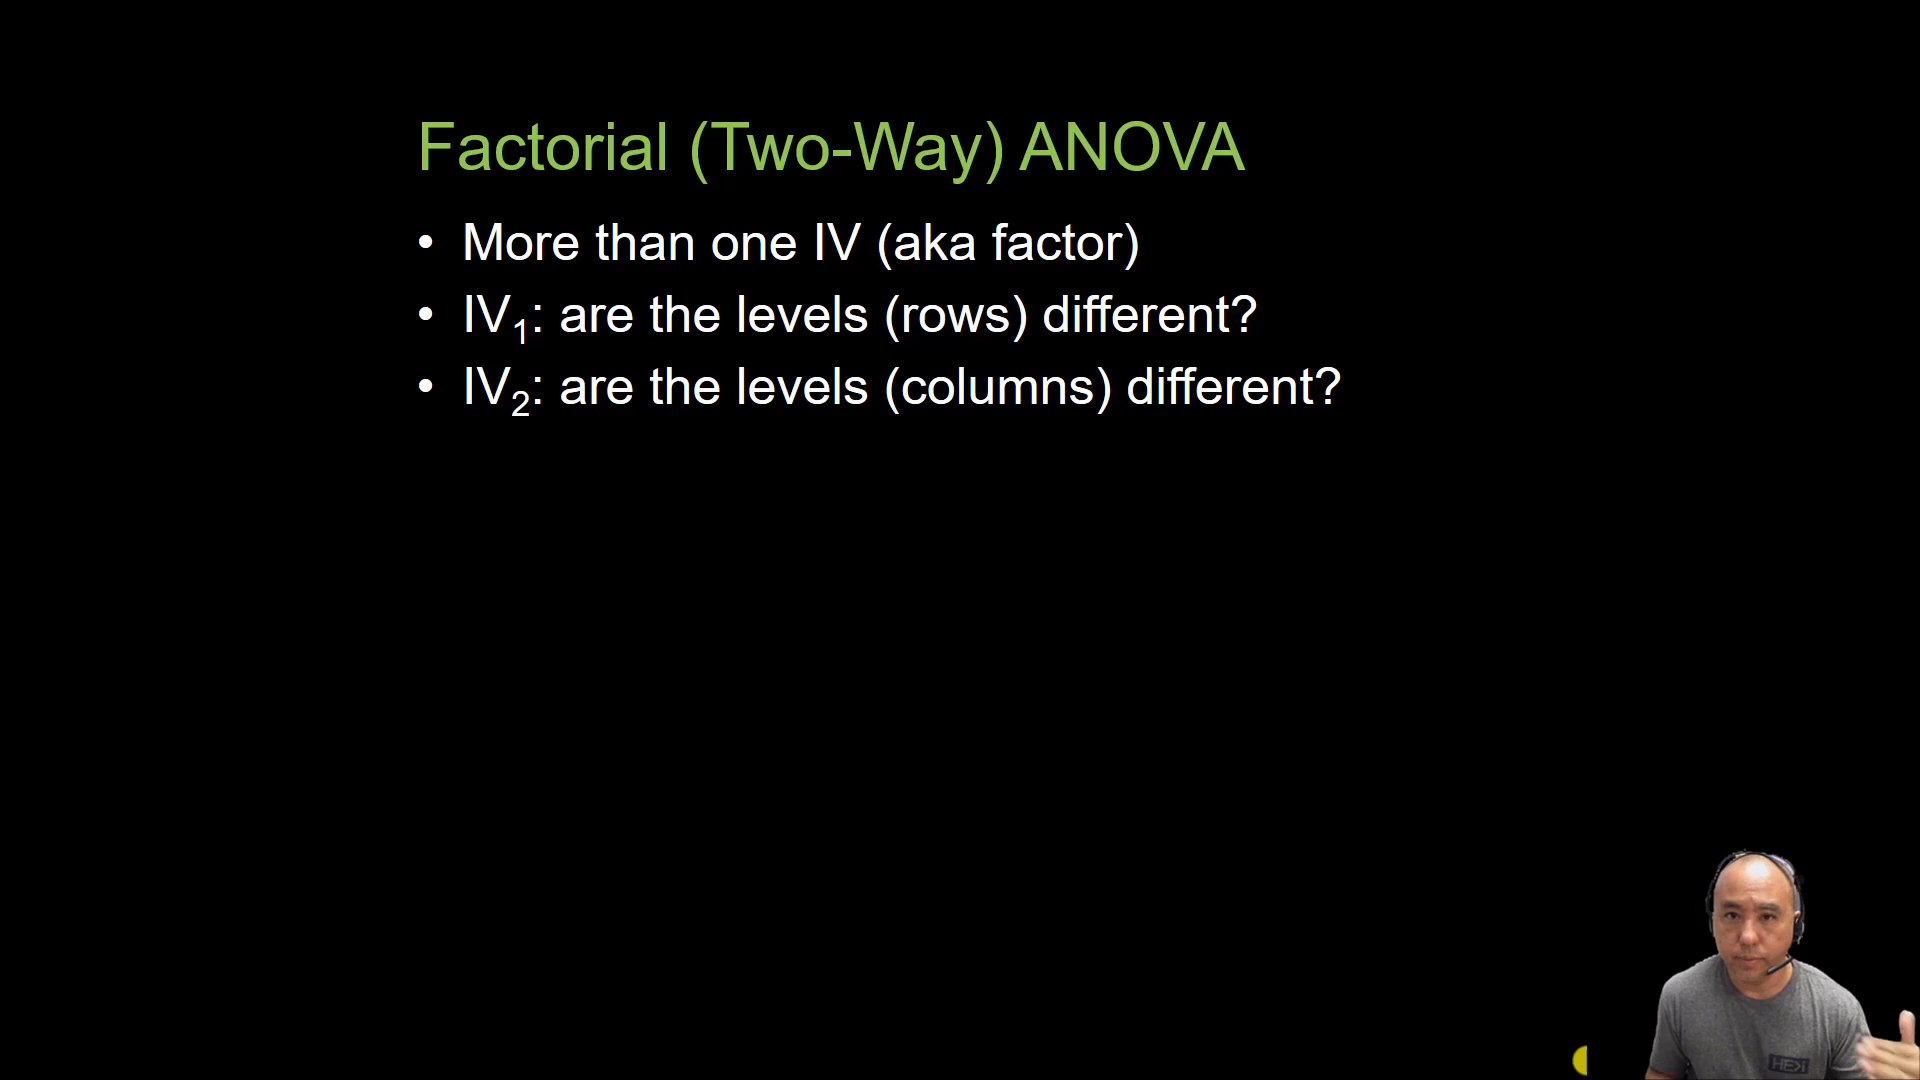 Factorial (Two-Way) ANOVA
• More than one IV (aka factor)
• IV₁: are the levels (rows) different?
• IV₂: are the levels (columns) different?